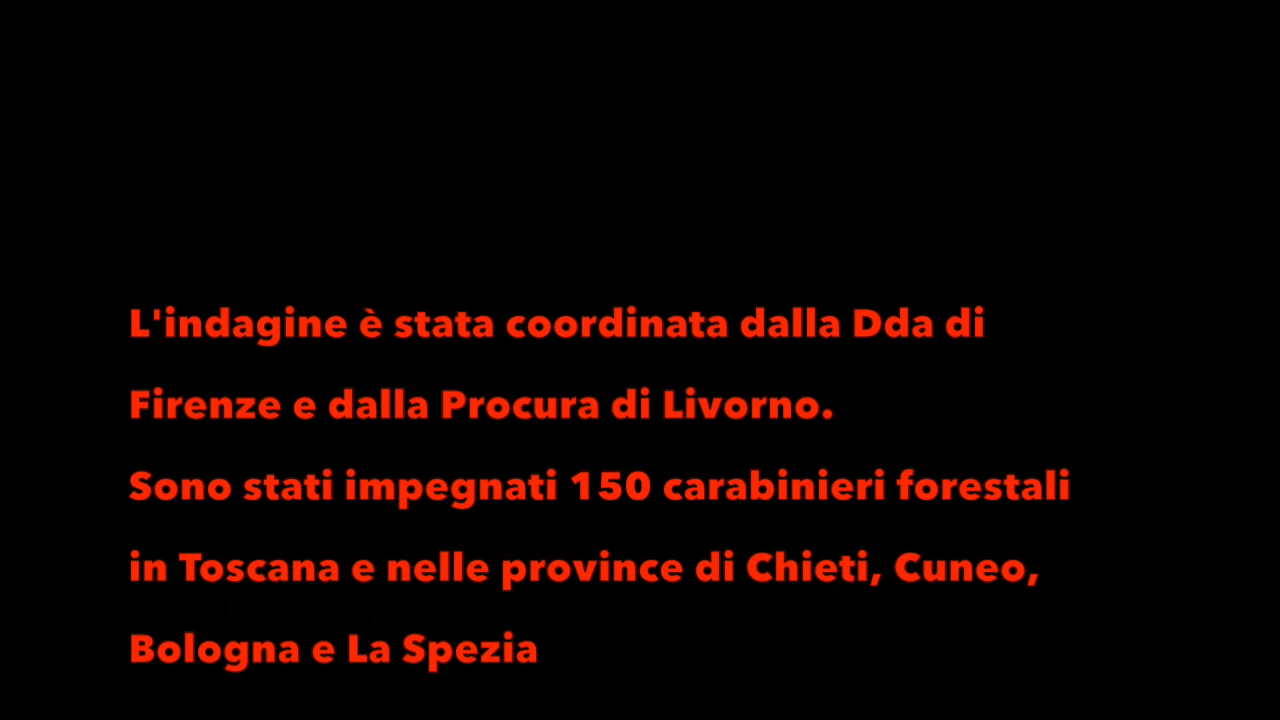 L'indagine è stata coordinata dalla Dda di
Firenze e dalla Procura di Livorno.
Sono stati impegnati 150 carabinieri forestali
in Toscana e nelle province di Chieti, Cuneo,
Bologna e La Spezia